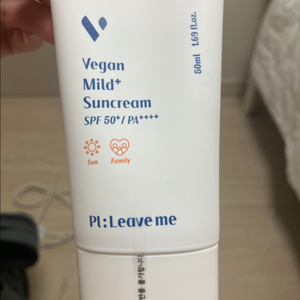 Vegan
Mild+
Suncream
SPF 50+/ PA++++
50ml 1.69 fl.oz.
Sun
Family
Pl:Leave me